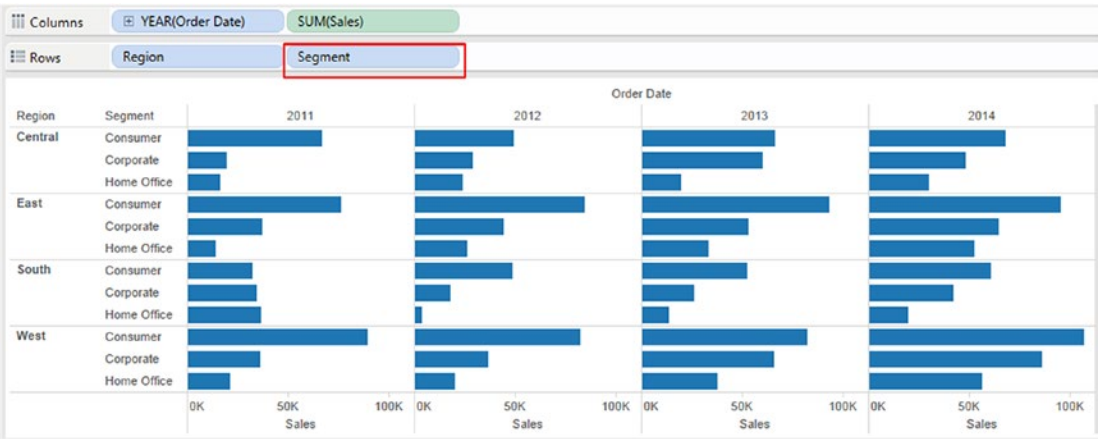 Columns YEAR(Order Date) SUM(Sales)
Rows Region Segment
Order Date
Region Segment 2011 2012 2013 2014
Central Consumer
Corporate
Home Office
East Consumer
Corporate
Home Office
South Consumer
Corporate
Home Office
West Consumer
Corporate
Home Office
0K 50K 100K 0K 50K 100K 0K 50K 100K 0K 50K 100K
Sales Sales Sales Sales